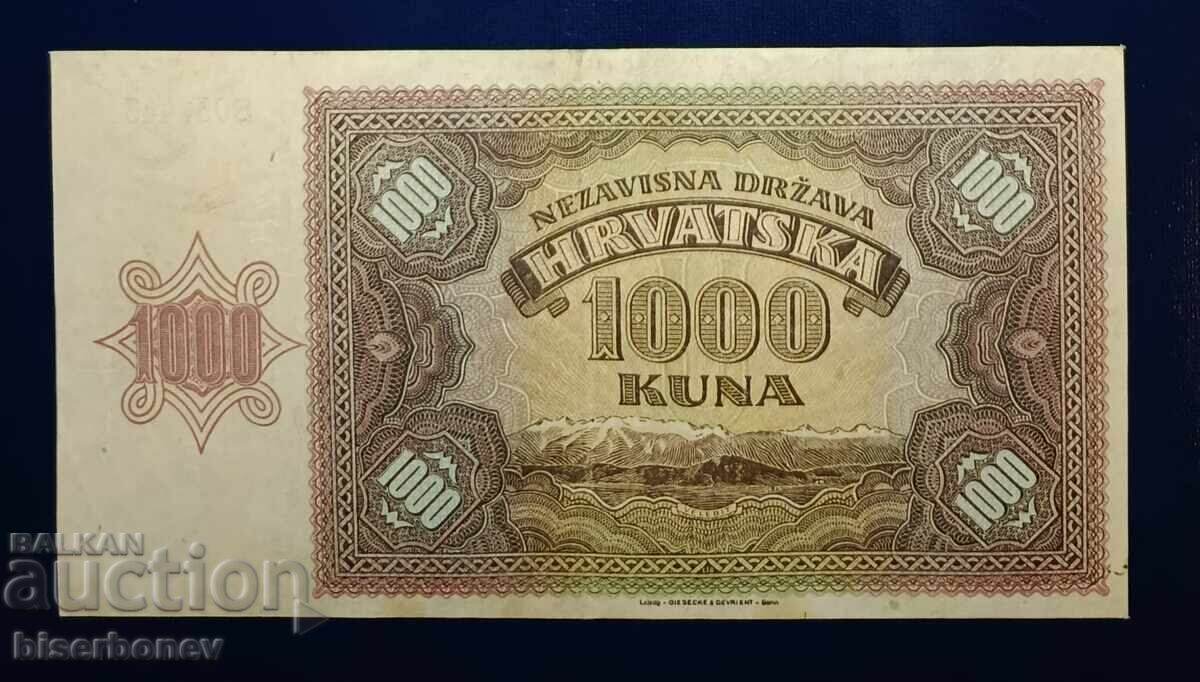 1000
1000
NEZAVISNA DRŽAVA
HRVATSKA
1000
KUNA
1000
1000
1000
Leipzig - GIESECKE & DEVRIENT - Berlin
BALKAN
auction
biserbonev